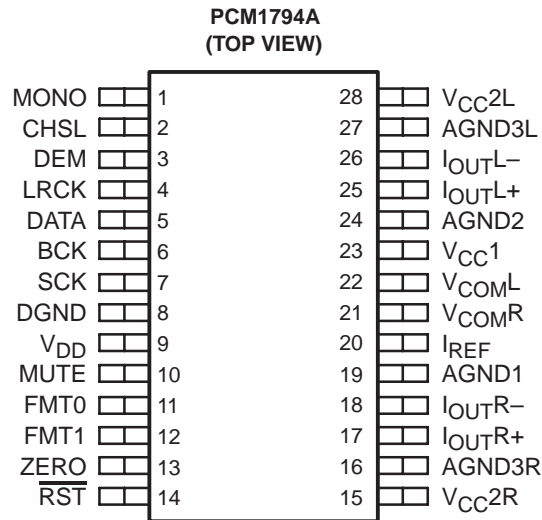 PCM1794A
(TOP VIEW)
MONO 1 28 VCC2L
CHSL 2 27 AGND3L
DEM 3 26 IOUTL–
LRCK 4 25 IOUTL+
DATA 5 24 AGND2
BCK 6 23 VCC1
SCK 7 22 VCOML
DGND 8 21 VCOMR
VDD 9 20 IREF
MUTE 10 19 AGND1
FMT0 11 18 IOUTR–
FMT1 12 17 IOUTR+
ZERO 13 16 AGND3R
RST 14 15 VCC2R